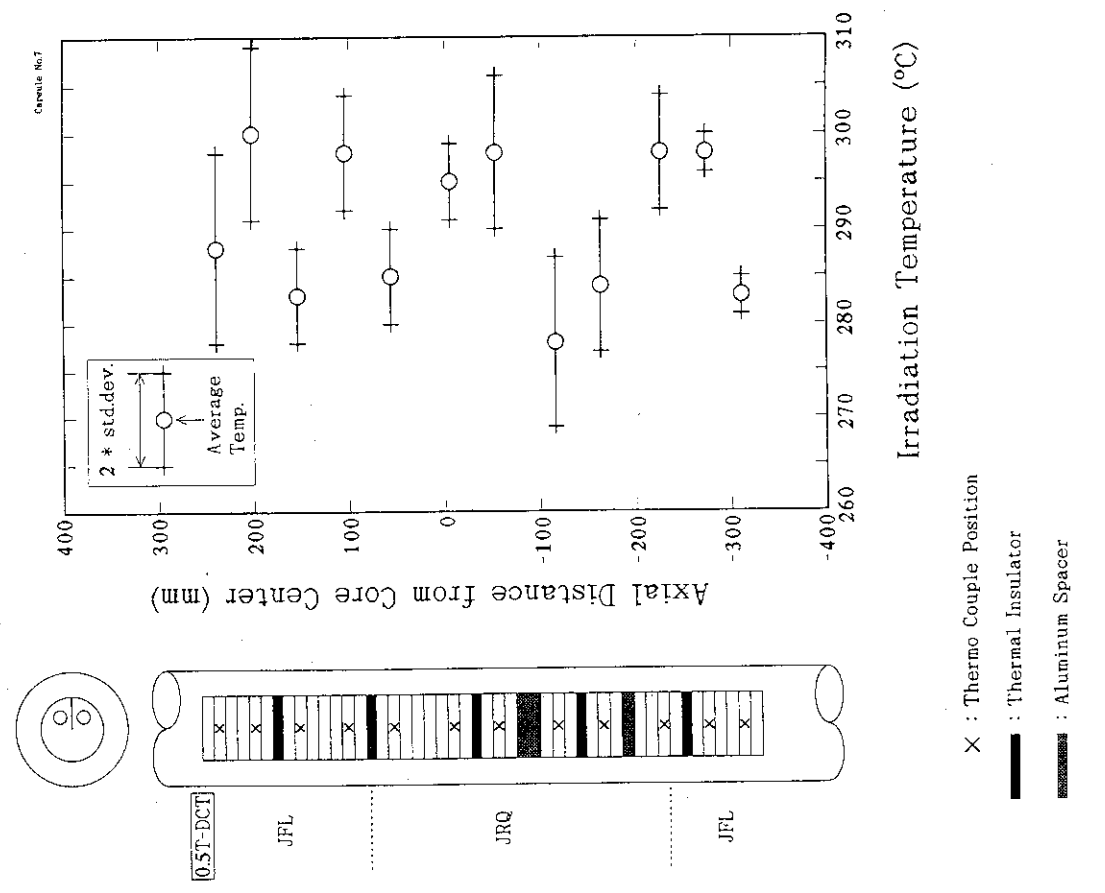 Capsule No.7
400
300
200
100
0
-100
-200
-300
-400
Axial Distance from Core Center (mm)
260
270
280
290
300
310
Irradiation Temperature (ºC)
2 * std.dev.
Average
Temp.
0.5T-DCT
JFL
JRQ
JFL
× : Thermo Couple Position
: Thermal Insulator
: Aluminum Spacer